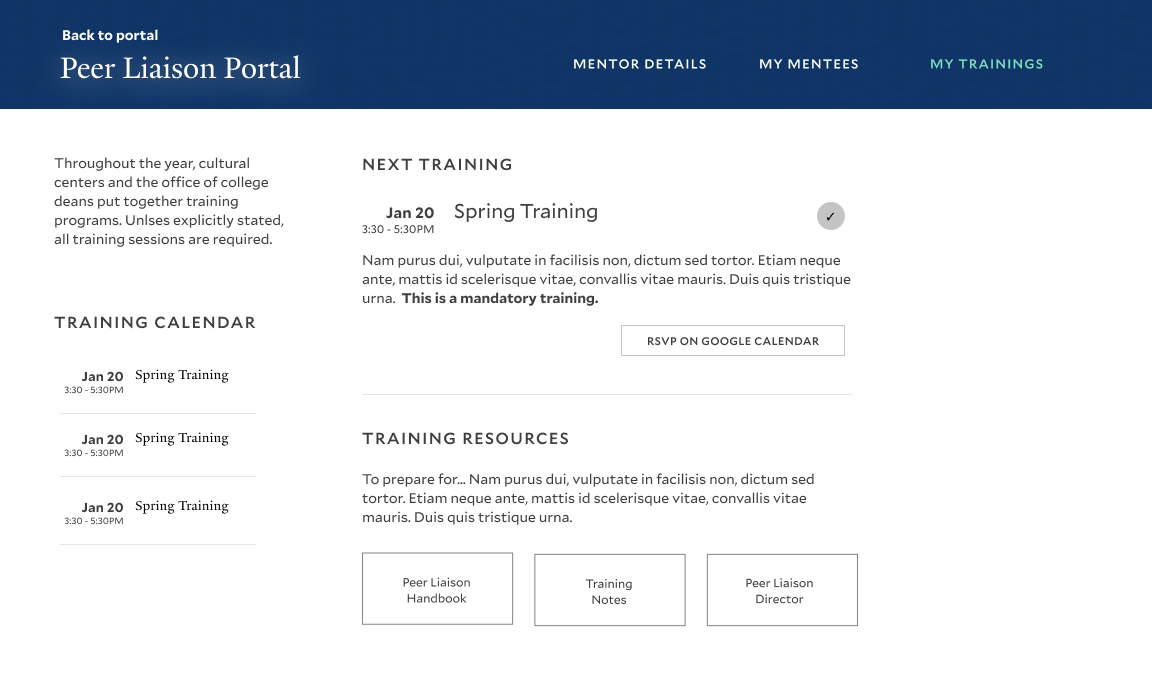 Back to portal
Peer Liaison Portal
MENTOR DETAILS
MY MENTEES
MY TRAININGS
Throughout the year, cultural
centers and the office of college
deans put together training
programs. Unlses explicitly stated,
all training sessions are required.
TRAINING CALENDAR
Jan 20 Spring Training
3:30 - 5:30PM
Jan 20 Spring Training
3:30 - 5:30PM
Jan 20 Spring Training
3:30 - 5:30PM
NEXT TRAINING
Jan 20 Spring Training ✓
3:30 - 5:30PM
Nam purus dui, vulputate in facilisis non, dictum sed tortor. Etiam neque
ante, mattis id scelerisque vitae, convallis vitae mauris. Duis quis tristique
urna. This is a mandatory training.
RSVP ON GOOGLE CALENDAR
TRAINING RESOURCES
To prepare for... Nam purus dui, vulputate in facilisis non, dictum sed
tortor. Etiam neque ante, mattis id scelerisque vitae, convallis vitae
mauris. Duis quis tristique urna.
Peer Liaison
Handbook
Training
Notes
Peer Liaison
Director